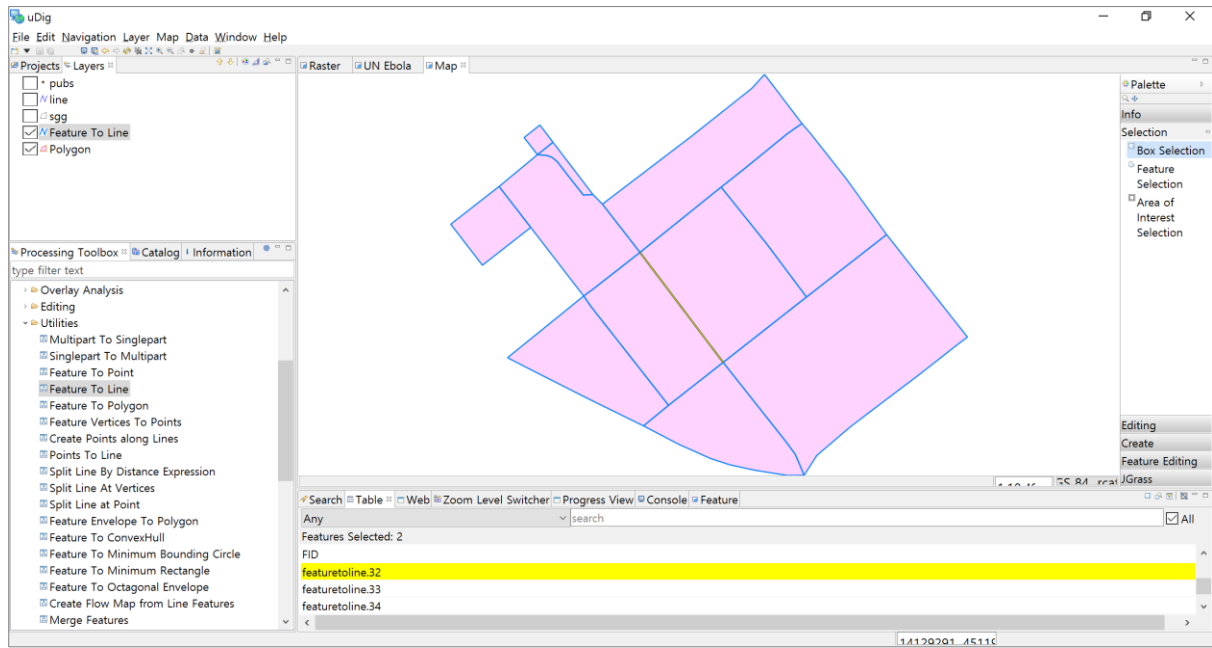 uDig
File Edit Navigation Layer Map Data Window Help
Projects Layers
pubs
line
sgg
Feature To Line
Polygon
Processing Toolbox Catalog Information
type filter text
Overlay Analysis
Editing
Utilities
Multipart To Singlepart
Singlepart To Multipart
Feature To Point
Feature To Line
Feature To Polygon
Feature Vertices To Points
Create Points along Lines
Points To Line
Split Line By Distance Expression
Split Line At Vertices
Split Line at Point
Feature Envelope To Polygon
Feature To ConvexHull
Feature To Minimum Bounding Circle
Feature To Minimum Rectangle
Feature To Octagonal Envelope
Create Flow Map from Line Features
Merge Features
Raster UN Ebola Map
Palette
Info
Selection
Box Selection
Feature
Selection
Area of
Interest
Selection
Editing
Create
Feature Editing
JGrass
Search Table Web Zoom Level Switcher Progress View Console Feature
Any search All
Features Selected: 2
FID
featuretoline.32
featuretoline.33
featuretoline.34